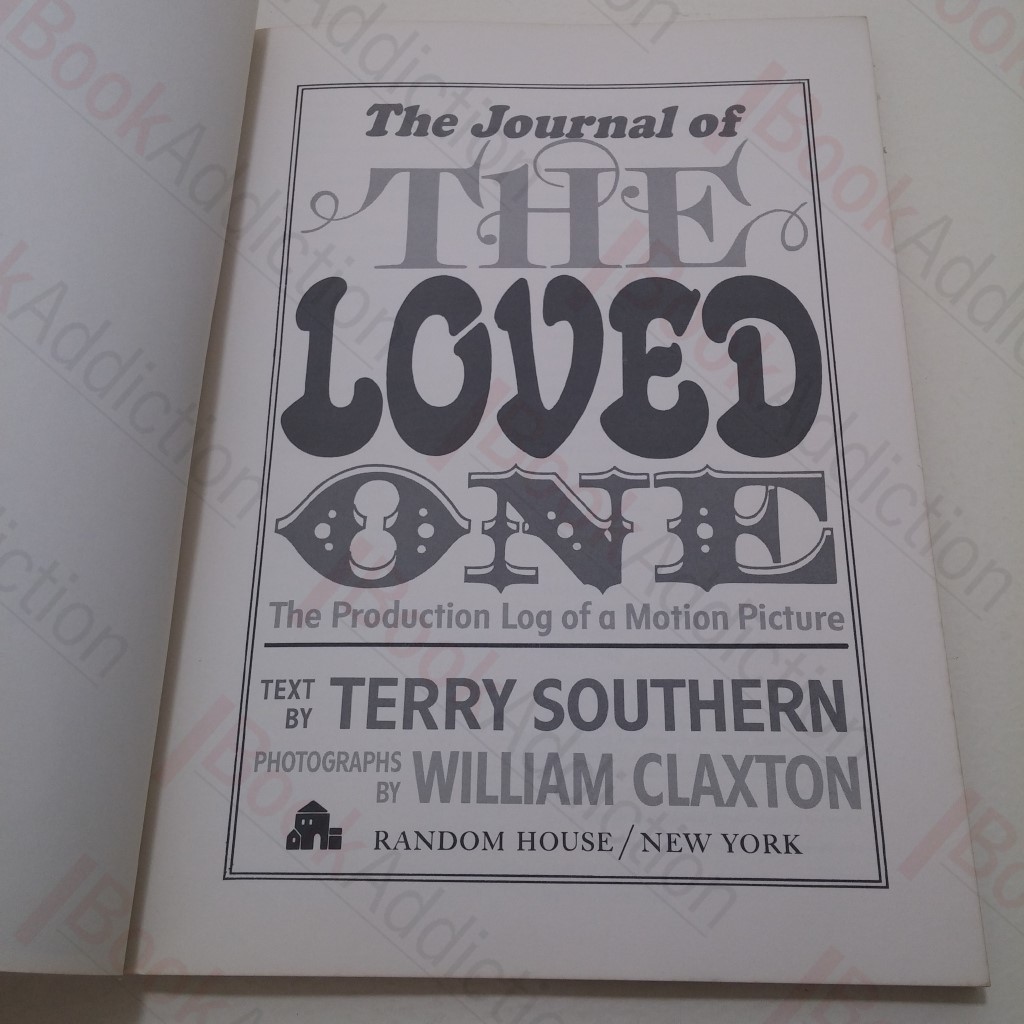 The Journal of
THE
LOVED
ONE
The Production Log of a Motion Picture
TEXT BY TERRY SOUTHERN
PHOTOGRAPHS BY WILLIAM CLAXTON
RANDOM HOUSE / NEW YORK
BookAddiction